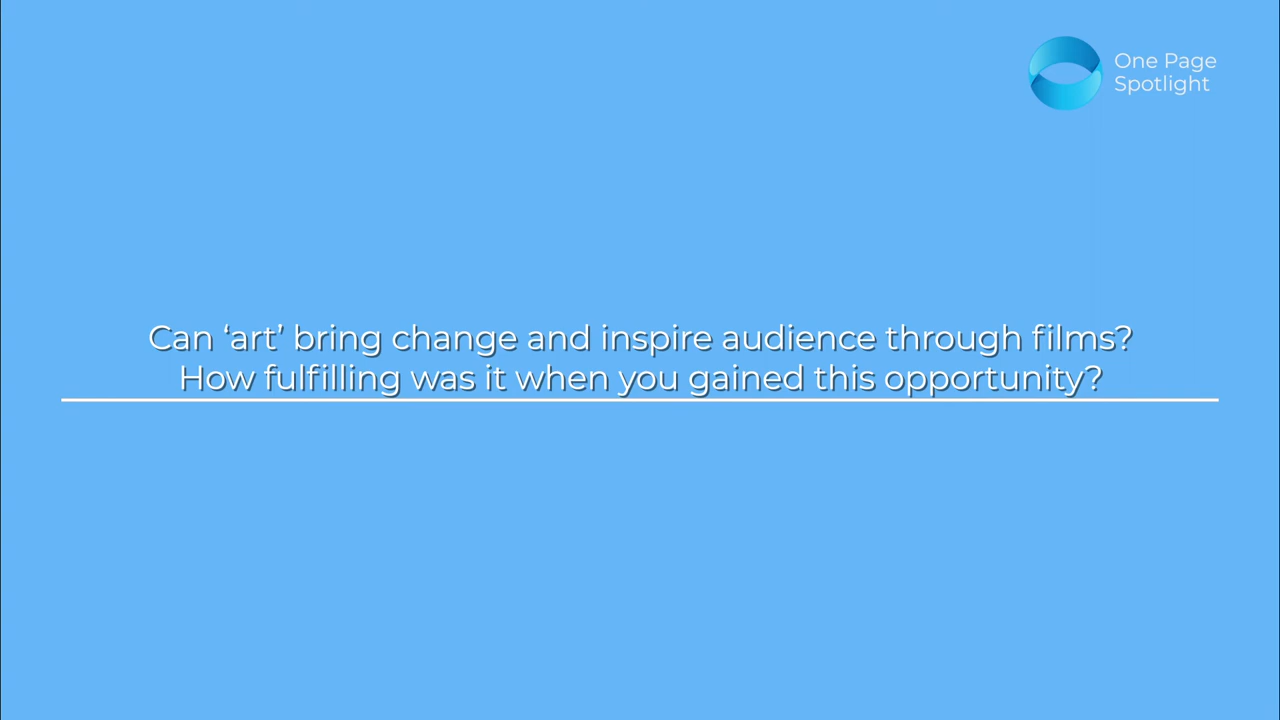 One Page
Spotlight
Can ‘art’ bring change and inspire audience through films?
How fulfilling was it when you gained this opportunity?